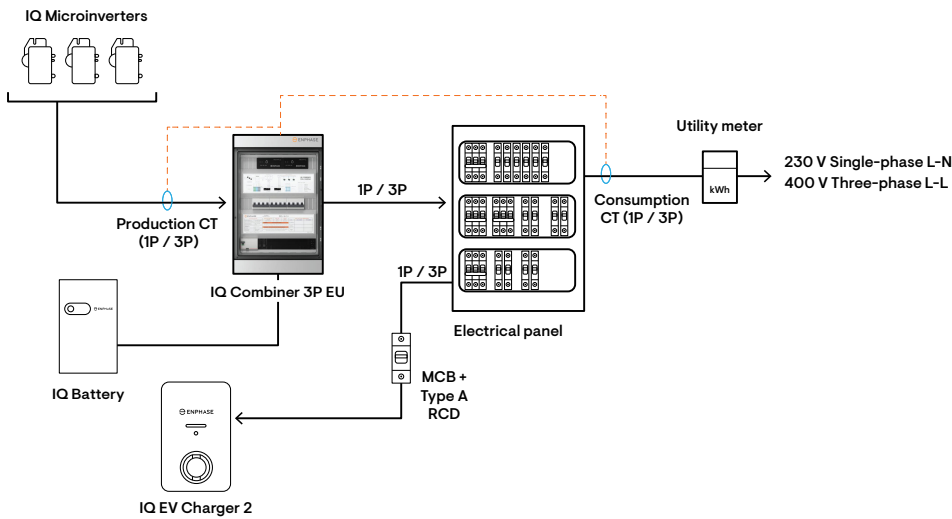 IQ Microinverters
ENPHASE
Utility meter
230 V Single-phase L-N
400 V Three-phase L-L
kWh
1P / 3P
Production CT
(1P / 3P)
Consumption
CT (1P / 3P)
1P / 3P
IQ Combiner 3P EU
ENPHASE
Electrical panel
IQ Battery
MCB +
Type A
RCD
ENPHASE
IQ EV Charger 2